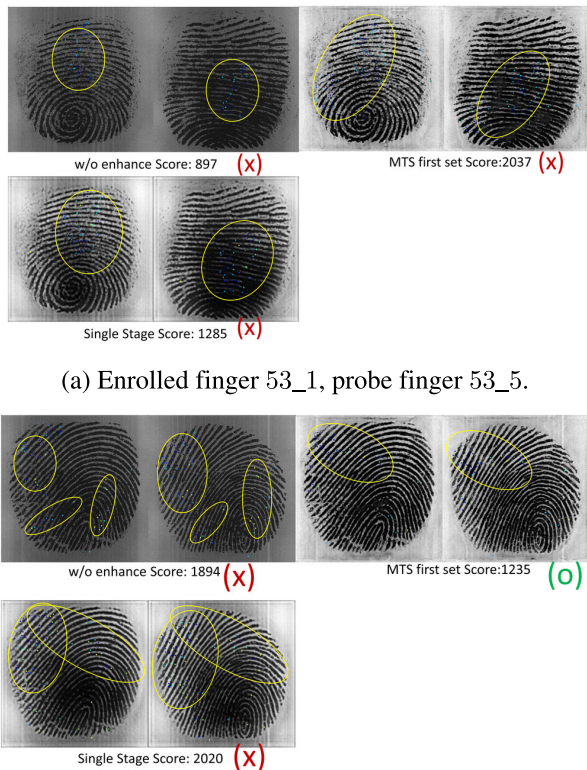 w/o enhance Score: 897 (x)
MTS first set Score:2037 (x)
Single Stage Score: 1285 (x)
(a) Enrolled finger 53_1, probe finger 53_5.
w/o enhance Score: 1894 (x)
MTS first set Score:1235 (o)
Single Stage Score: 2020 (x)